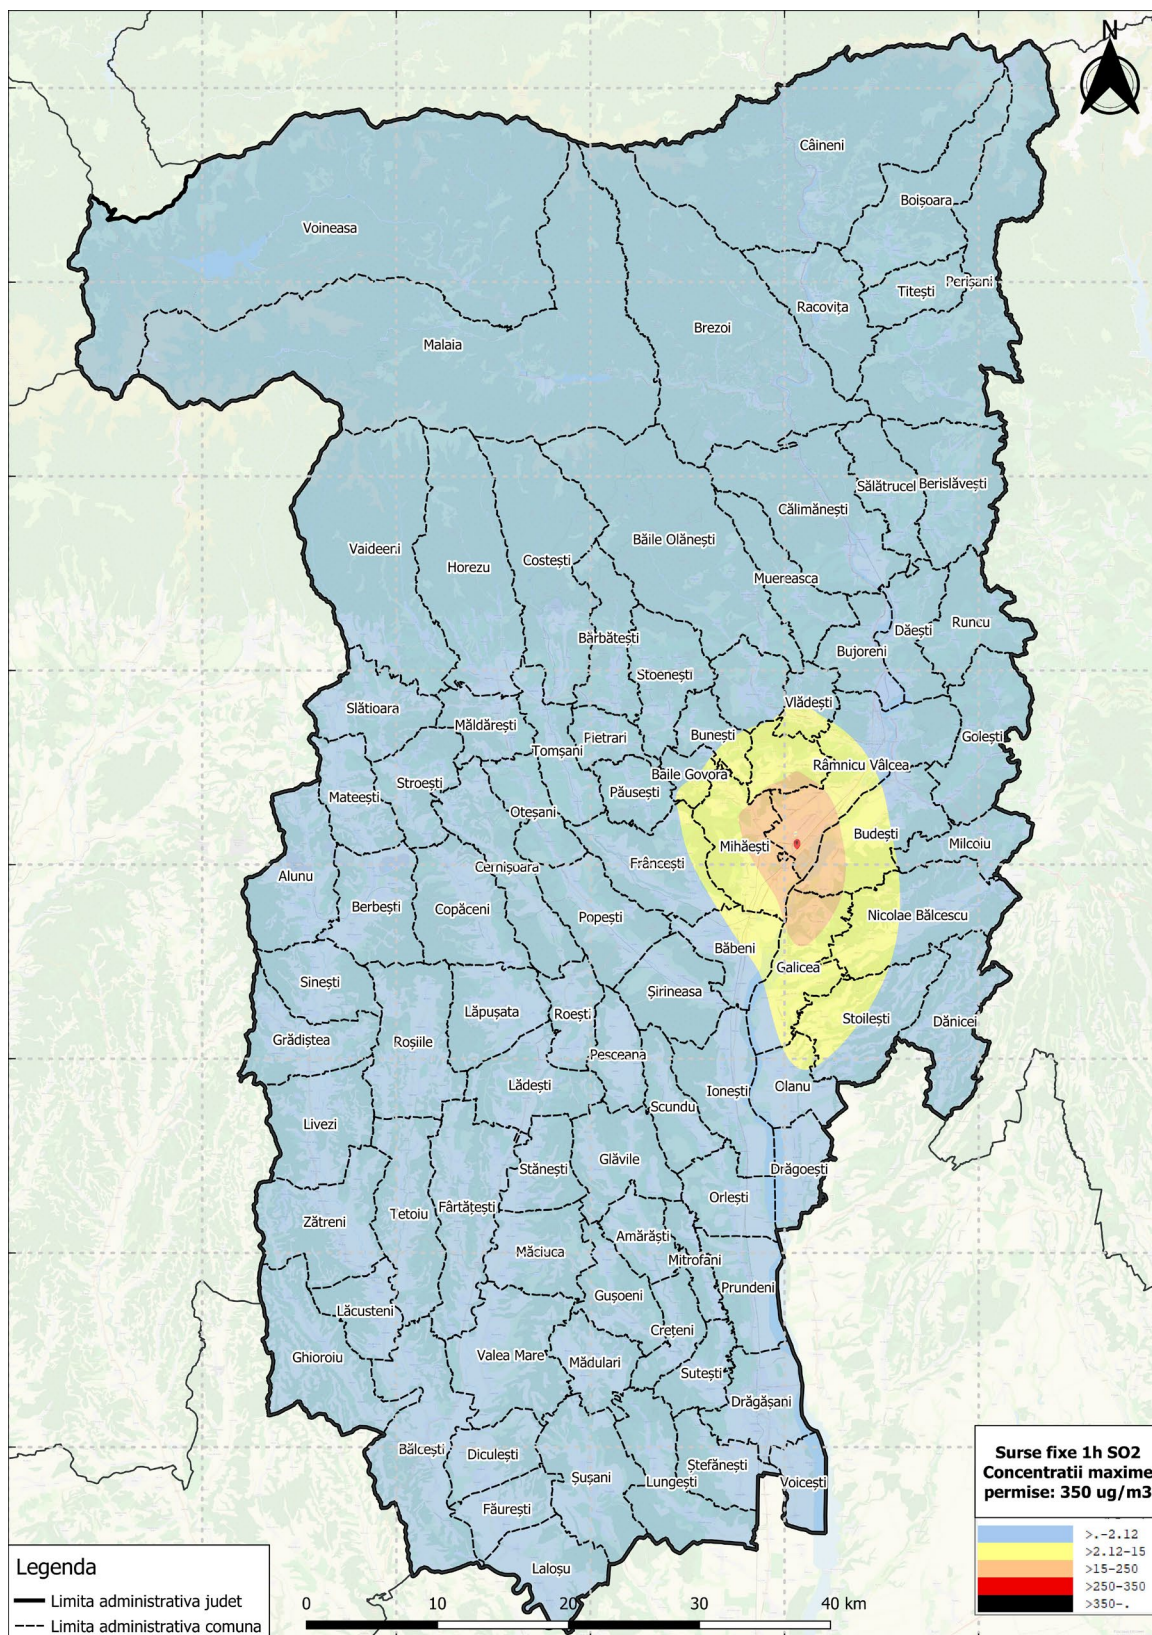 N
Câineni
Boișoara
Voineasa
Perișani
Titești
Racovița
Brezoi
Malaia
Sălătrucel
Berislăvești
Călimănești
Băile Olănești
Vaideeni
Costești
Horezu
Muereasca
Runcu
Dăești
Bărbătești
Bujoreni
Stoenești
Vlădești
Slătioara
Măldărești
Bunești
Golești
Pietrari
Tomșani
Râmnicu Vâlcea
Băile Govora
Stroești
Păușești
Mateești
Oteșani
Budești
Milcoiu
Mihăești
Frâncești
Cernișoara
Alunu
Berbești
Copăceni
Nicolae Bălcescu
Popești
Băbeni
Galicea
Sinești
Șirineasa
Lăpușata
Roești
Stoilești
Dănicei
Grădiștea
Roșiile
Pesceana
Lădești
Olanu
Ionești
Scundu
Livezi
Glăvile
Stănești
Drăgoești
Orlești
Fârtățești
Tetoiu
Zătreni
Amărăști
Măciuca
Mitrofani
Prundeni
Gușoeni
Lăcusteni
Crețeni
Ghioroiu
Valea Mare
Mădulari
Sutești
Drăgășani
Bălcești
Diculești
Ștefănești
Șușani
Lungești
Voicești
Făurești
Lalosu
Surse fixe 1h SO2
Concentratii maxime
permise: 350 ug/m3
>.-2.12
>2.12-15
>15-250
>250-350
>350-.
Legenda
Limita administrativa judet
Limita administrativa comuna
0 10 20 30 40 km